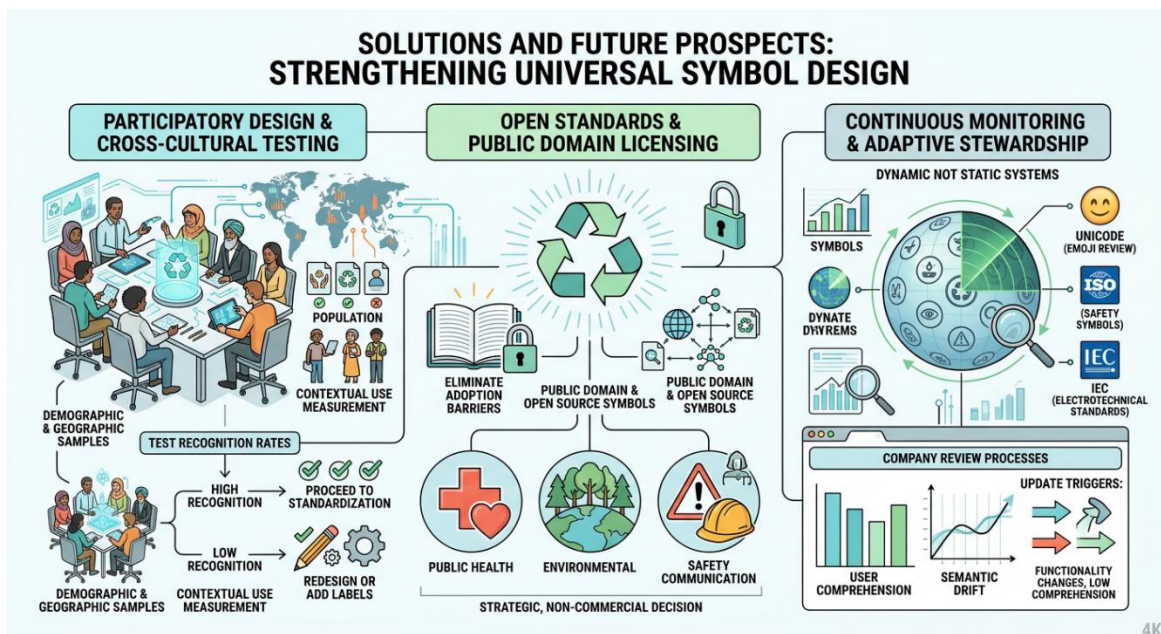 SOLUTIONS AND FUTURE PROSPECTS:
STRENGTHENING UNIVERSAL SYMBOL DESIGN
PARTICIPATORY DESIGN &
CROSS-CULTURAL TESTING
POPULATION
CONTEXTUAL USE
MEASUREMENT
DEMOGRAPHIC
& GEOGRAPHIC
SAMPLES
TEST RECOGNITION RATES
HIGH
RECOGNITION
PROCEED TO
STANDARDIZATION
LOW
RECOGNITION
REDESIGN OR
ADD LABELS
DEMOGRAPHIC &
GEOGRAPHIC SAMPLES
CONTEXTUAL USE
MEASUREMENT
OPEN STANDARDS &
PUBLIC DOMAIN LICENSING
ELIMINATE
ADOPTION
BARRIERS
PUBLIC DOMAIN &
OPEN SOURCE SYMBOLS
PUBLIC DOMAIN
& OPEN SOURCE
SYMBOLS
PUBLIC HEALTH
ENVIRONMENTAL
SAFETY
COMMUNICATION
STRATEGIC, NON-COMMERCIAL DECISION
CONTINUOUS MONITORING
& ADAPTIVE STEWARDSHIP
DYNAMIC NOT STATIC SYSTEMS
SYMBOLS
DYNATE
DHYREMS
UNICODE
(EMOJI REVIEW)
ISO
(SAFETY
SYMBOLS)
IEC
IEC
(ELECTROTECHNICAL
STANDARDS)
COMPANY REVIEW PROCESSES
USER
COMPREHENSION
SEMANTIC
DRIFT
UPDATE TRIGGERS:
FUNCTIONALITY
CHANGES, LOW
COMPREHENSION
4K